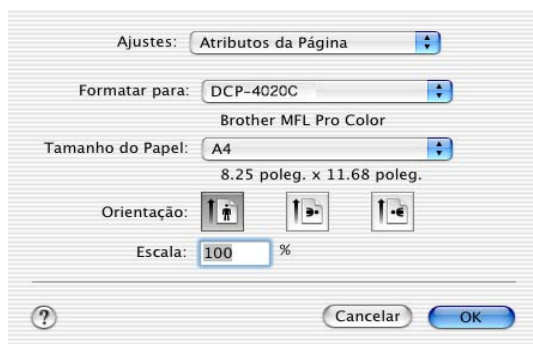 Ajustes: Atributos da Página
Formatar para: DCP-4020C
Brother MFL Pro Color
Tamanho do Papel: A4
8.25 poleg. x 11.68 poleg.
Orientação:
Escala: 100 %
? Cancelar OK